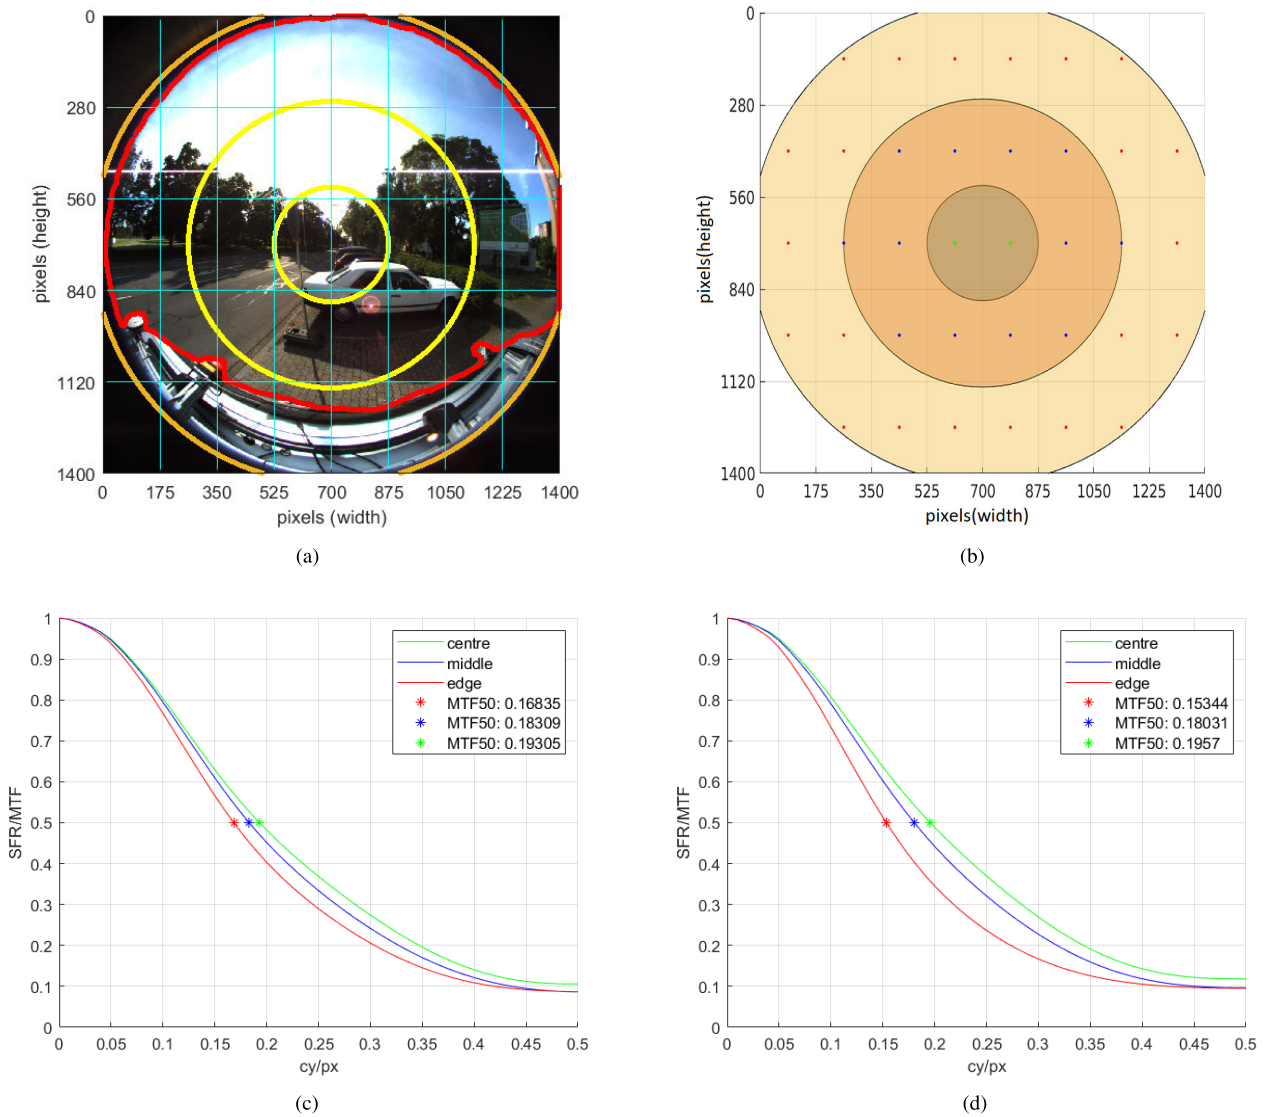 0
280
560
840
1120
1400
pixels (height)
0 175 350 525 700 875 1050 1225 1400
pixels (width)
(a)
0
280
560
840
1120
1400
pixels(height)
0 175 350 525 700 875 1050 1225 1400
pixels(width)
(b)
1
0.9
0.8
0.7
0.6
0.5
0.4
0.3
0.2
0.1
0
SFR/MTF
centre
middle
edge
MTF50: 0.16835
MTF50: 0.18309
MTF50: 0.19305
0 0.05 0.1 0.15 0.2 0.25 0.3 0.35 0.4 0.45 0.5
cy/px
(c)
1
0.9
0.8
0.7
0.6
0.5
0.4
0.3
0.2
0.1
0
SFR/MTF
centre
middle
edge
MTF50: 0.15344
MTF50: 0.18031
MTF50: 0.1957
0 0.05 0.1 0.15 0.2 0.25 0.3 0.35 0.4 0.45 0.5
cy/px
(d)